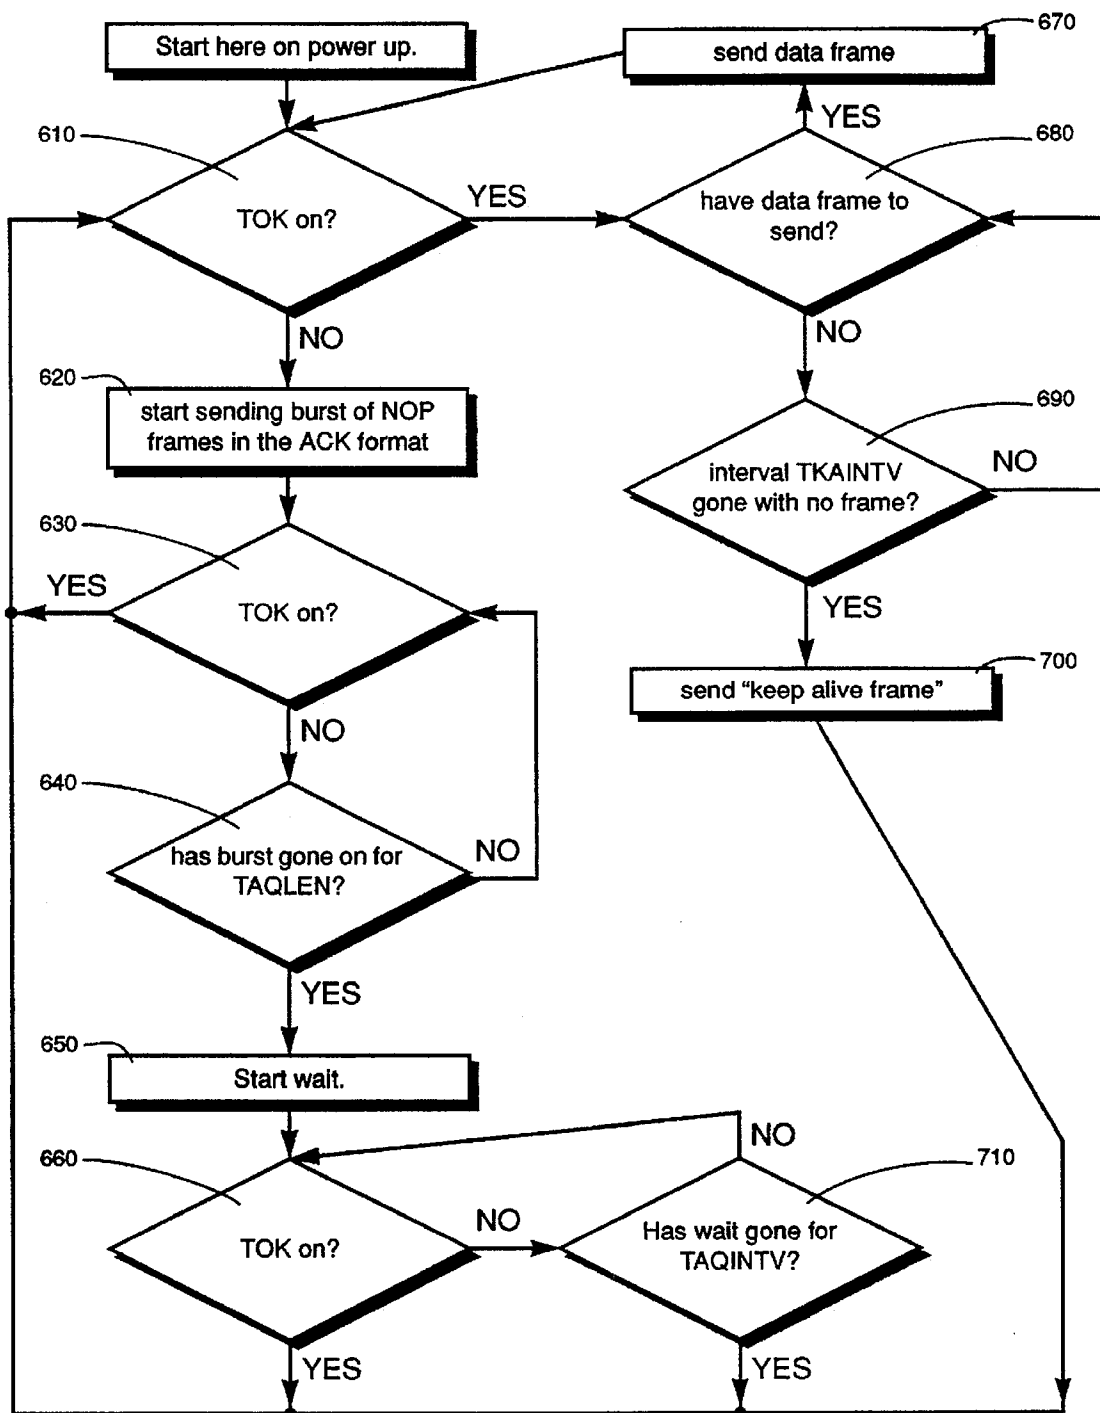 Start here on power up.
670
send data frame
YES
610
680
TOK on?
YES
have data frame to
send?
NO
NO
620
start sending burst of NOP
frames in the ACK format
690
interval TKAINTV
gone with no frame?
NO
630
YES
TOK on?
YES
700
send "keep alive frame"
NO
640
has burst gone on for
TAQLEN?
NO
YES
650
Start wait.
NO
660
710
TOK on?
NO
Has wait gone for
TAQINTV?
YES
YES